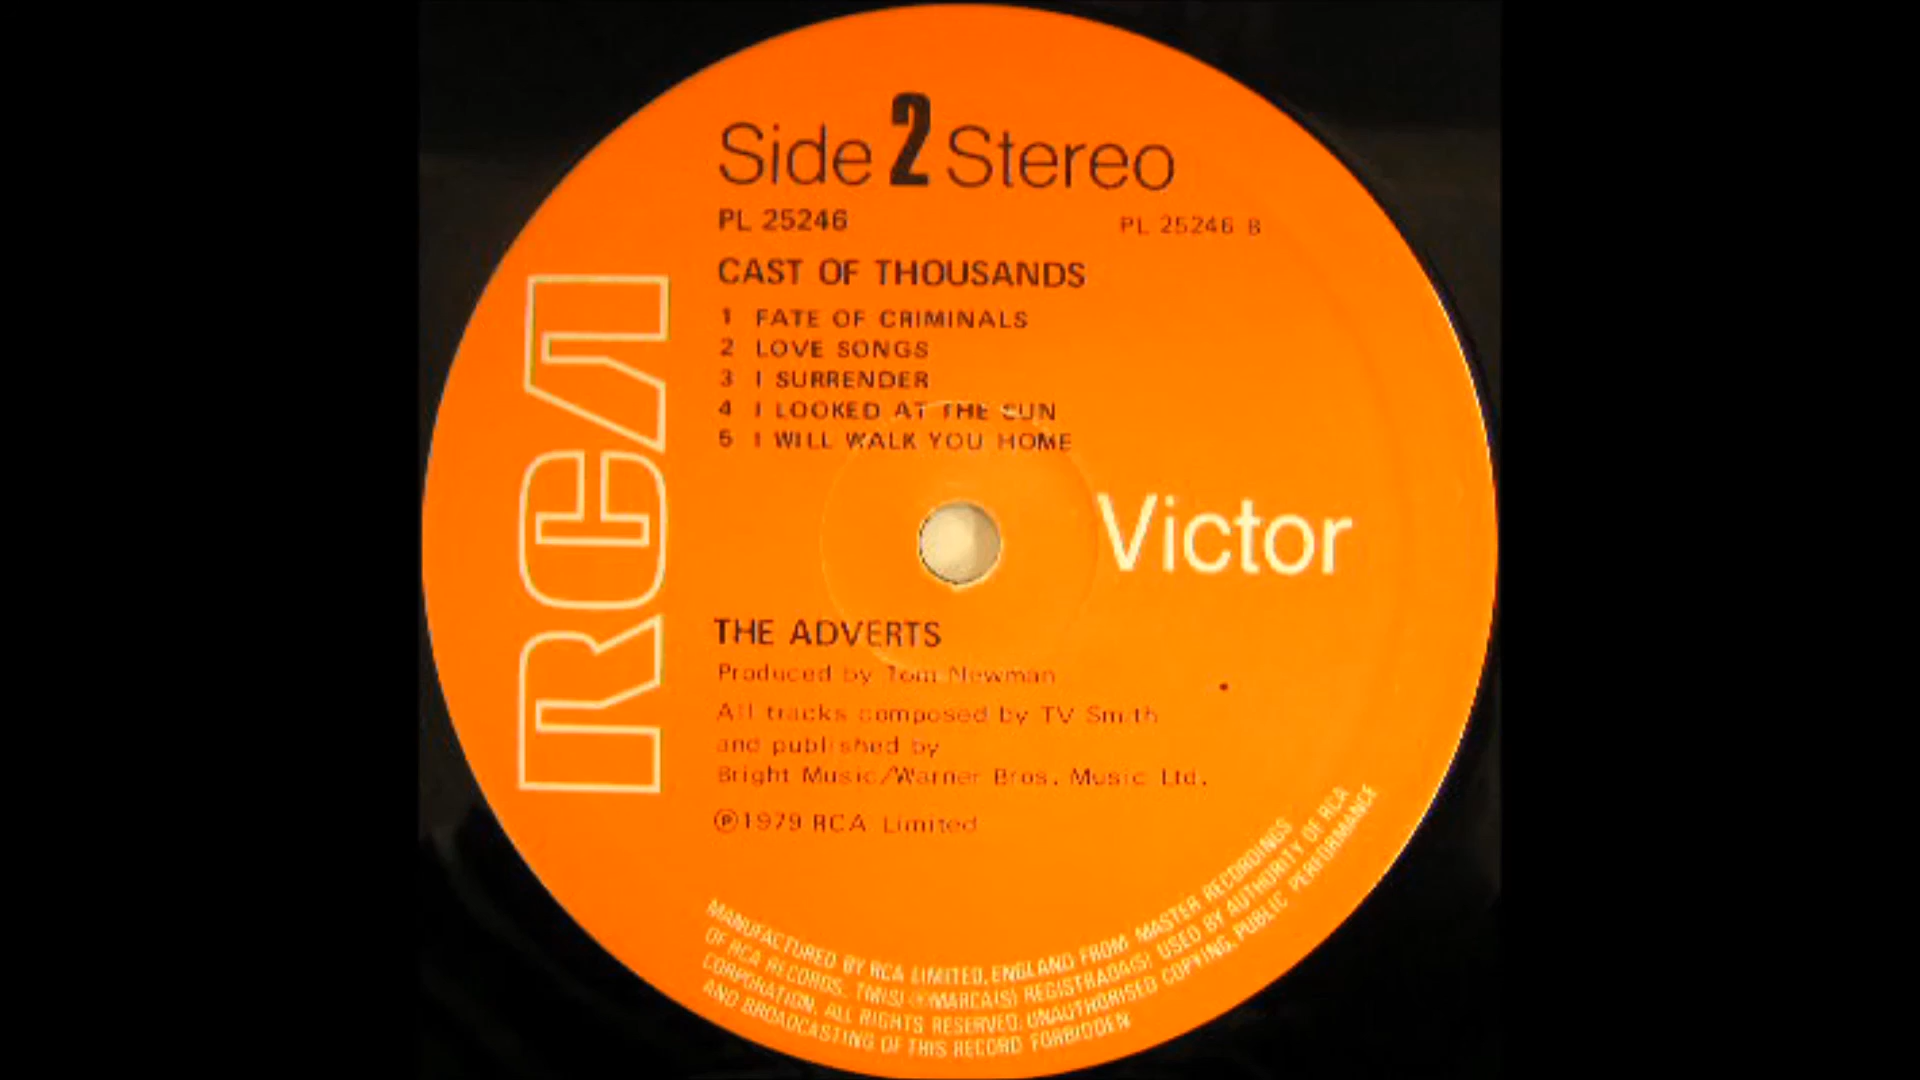 Side 2 Stereo
PL 25246
PL 25246 B
CAST OF THOUSANDS
1 FATE OF CRIMINALS
2 LOVE SONGS
3 I SURRENDER
4 I LOOKED AT THE SUN
5 I WILL WALK YOU HOME
RCA
Victor
THE ADVERTS
Produced by Tom Newman
All tracks composed by TV Smith
and published by
Bright Music/Warner Bros. Music Ltd.
℗1979 RCA Limited
MANUFACTURED BY RCA LIMITED, ENGLAND FROM MASTER RECORDINGS
OF RCA RECORDS. TM(S) ® MARCA(S) REGISTRADA(S) USED BY AUTHORITY OF RCA
CORPORATION. ALL RIGHTS RESERVED. UNAUTHORISED COPYING, PUBLIC PERFORMANCE
AND BROADCASTING OF THIS RECORD FORBIDDEN